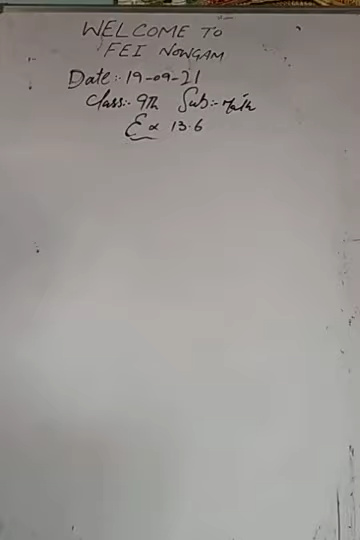 WELCOME TO
FEI NOWGAM
Date:- 19-09-21
Class:- 9th Sub:- Math
Ex 13.6